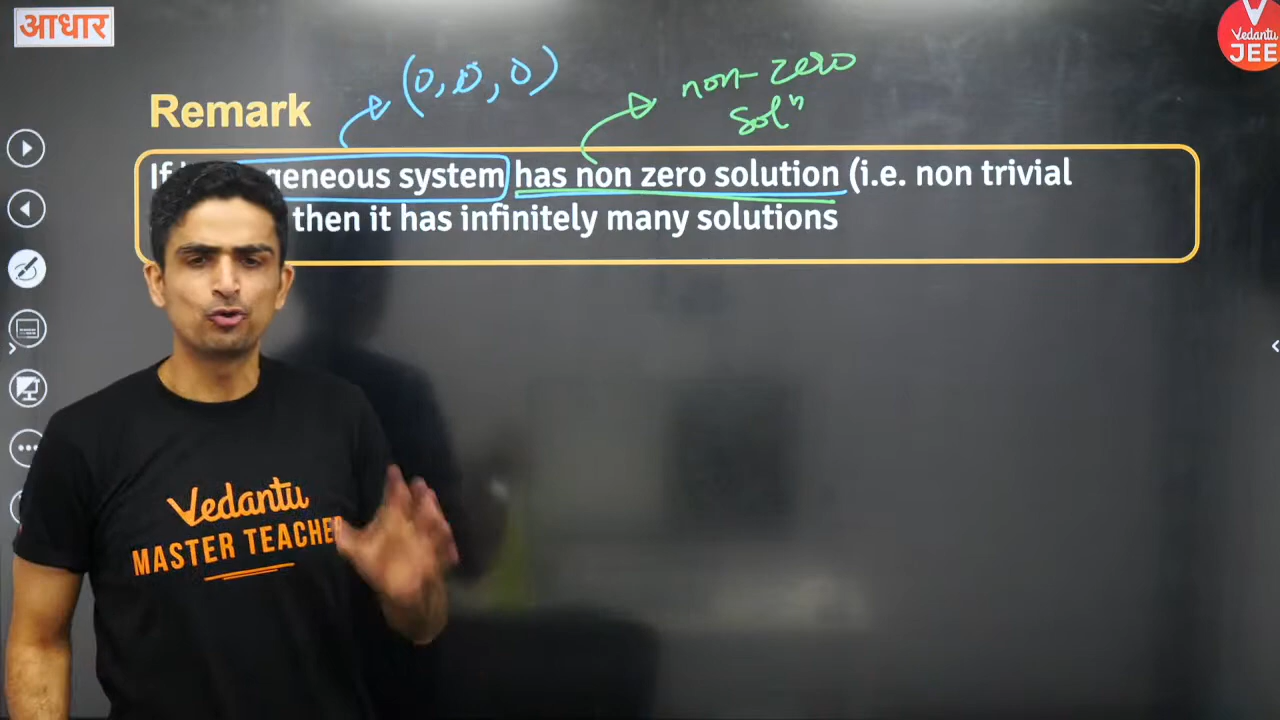 आधार
Vedantu
JEE
(0, 0, 0)
non-zero
solⁿ
Remark
If geneous system has non zero solution (i.e. non trivial
then it has infinitely many solutions
Vedantu
MASTER TEACHER